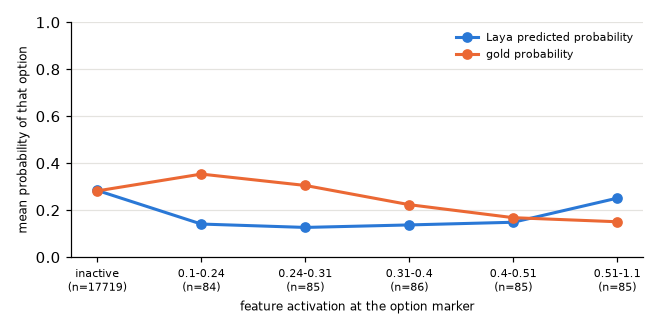 Laya predicted probability
gold probability
mean probability of that option
1.0
0.8
0.6
0.4
0.2
0.0
inactive
(n=17719)
0.1-0.24
(n=84)
0.24-0.31
(n=85)
0.31-0.4
(n=86)
0.4-0.51
(n=85)
0.51-1.1
(n=85)
feature activation at the option marker